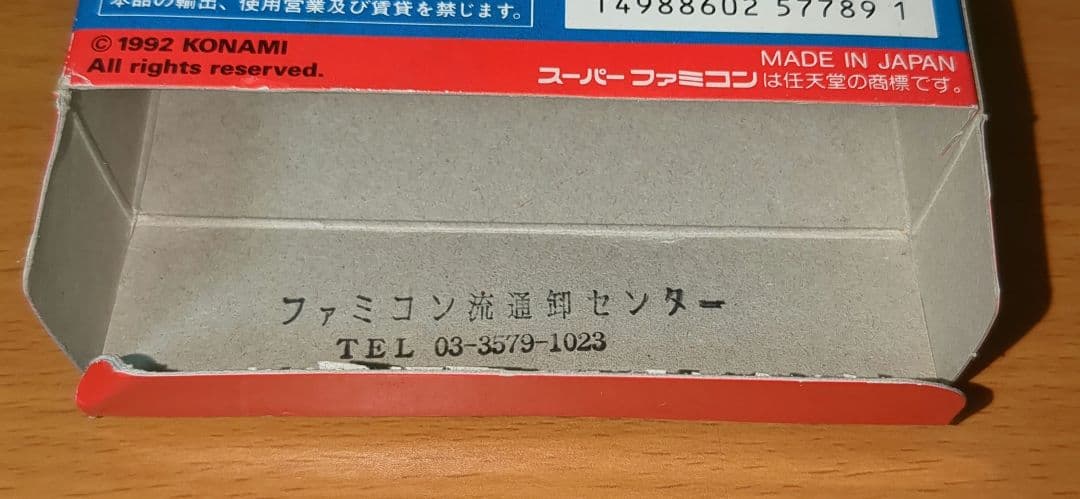 本品の輸出、使用営業及び賃貸を禁じます。
14988602 57789 1
© 1992 KONAMI
All rights reserved.
MADE IN JAPAN
スーパーファミコンは任天堂の商標です。
ファミコン流通卸センター
TEL 03-3579-1023